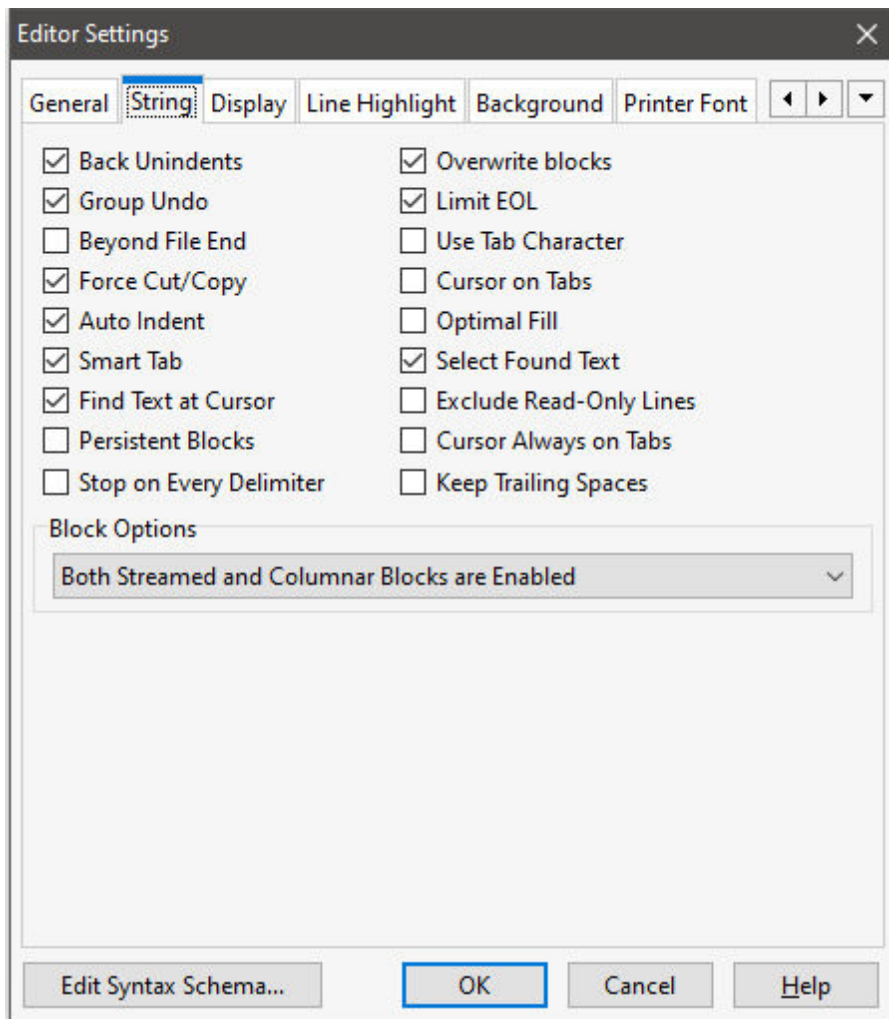 Editor Settings
General String Display Line Highlight Background Printer Font
Back Unindents Overwrite blocks
Group Undo Limit EOL
Beyond File End Use Tab Character
Force Cut/Copy Cursor on Tabs
Auto Indent Optimal Fill
Smart Tab Select Found Text
Find Text at Cursor Exclude Read-Only Lines
Persistent Blocks Cursor Always on Tabs
Stop on Every Delimiter Keep Trailing Spaces
Block Options
Both Streamed and Columnar Blocks are Enabled
Edit Syntax Schema... OK Cancel Help